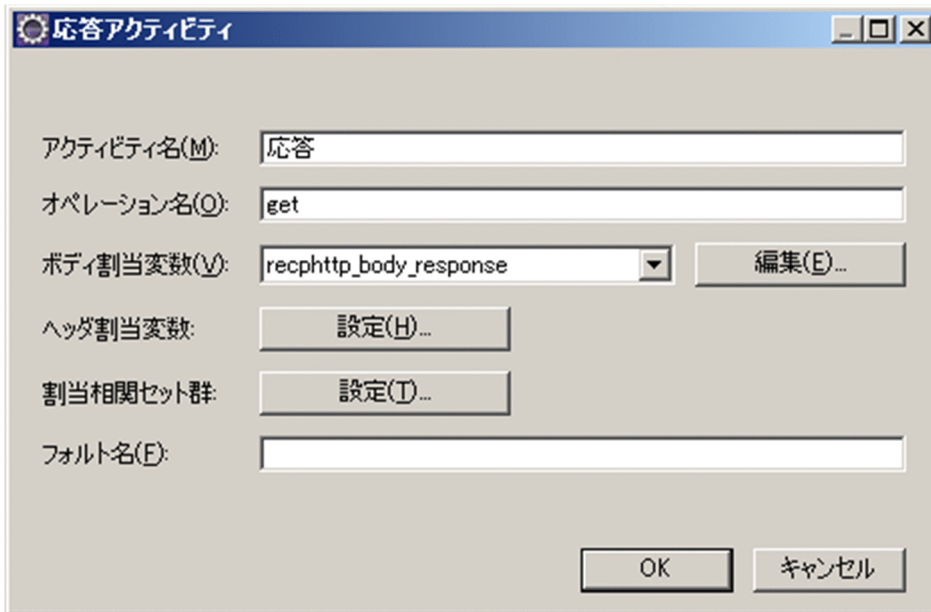 応答アクティビティ
アクティビティ名(M): 応答
オペレーション名(O): get
ボディ割当変数(V): recphttp_body_response 編集(E)...
ヘッダ割当変数: 設定(H)...
割当相関セット群: 設定(T)...
フォルト名(F):
OK キャンセル